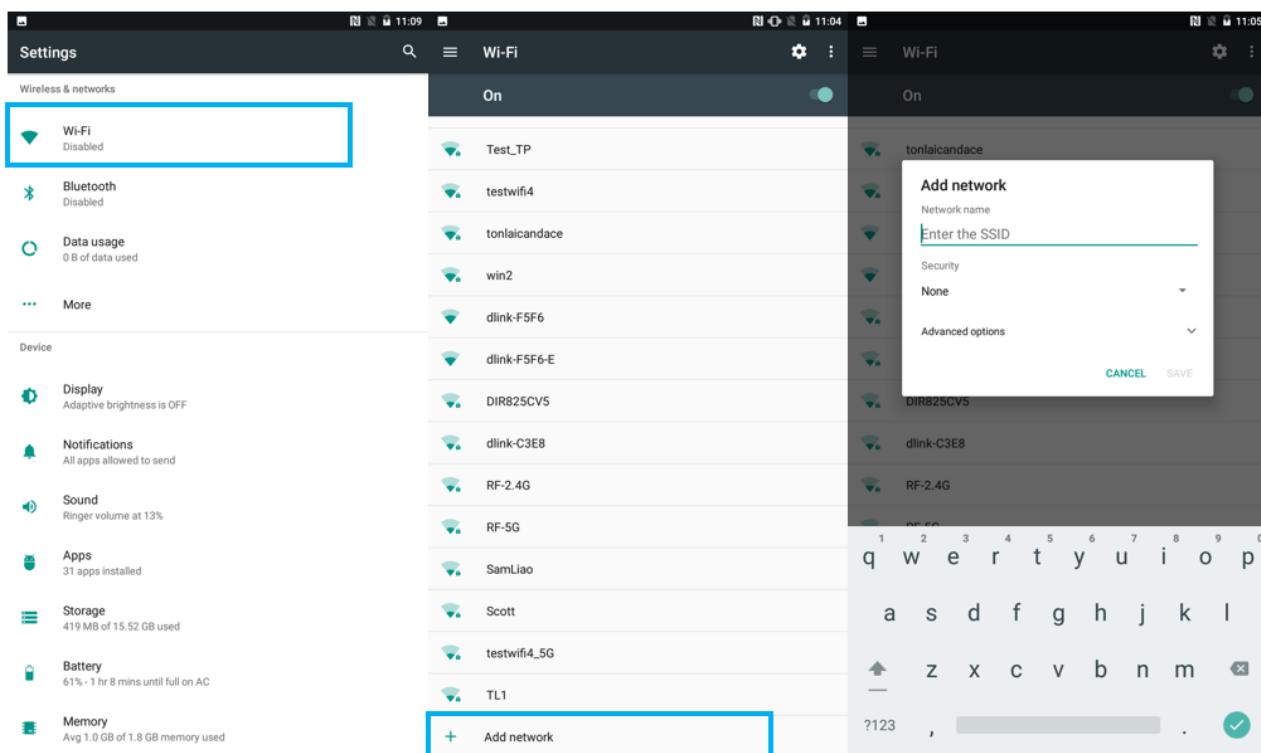 11:09
Settings
Wireless & networks
Wi-Fi
Disabled
Bluetooth
Disabled
Data usage
0 B of data used
More
Device
Display
Adaptive brightness is OFF
Notifications
All apps allowed to send
Sound
Ringer volume at 13%
Apps
31 apps installed
Storage
419 MB of 15.52 GB used
Battery
61% - 1 hr 8 mins until full on AC
Memory
Avg 1.0 GB of 1.8 GB memory used
11:04
Wi-Fi
On
Test_TP
testwifi4
tonlaicandace
win2
dlink-F5F6
dlink-F5F6-E
DIR825CV5
dlink-C3E8
RF-2.4G
RF-5G
SamLiao
Scott
testwifi4_5G
TL1
+ Add network
11:05
Wi-Fi
On
tonlaicandace
Add network
Network name
Enter the SSID
Security
None
Advanced options
CANCEL SAVE
DIR825CV5
dlink-C3E8
RF-2.4G
RF-5G
1 2 3 4 5 6 7 8 9 0
q w e r t y u i o p
a s d f g h j k l
z x c v b n m
?123 , .